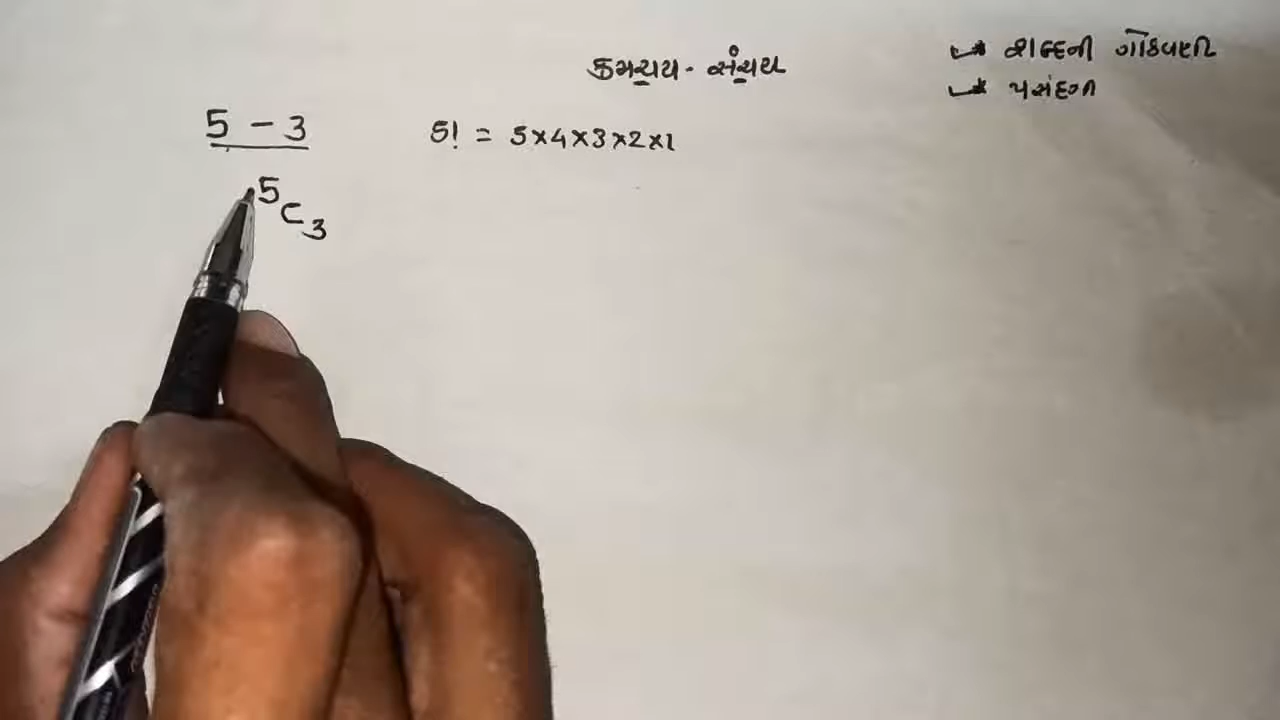 ક્રમચય - સંચય
શબ્દની ગોઠવણી
પસંદગી
5 - 3
5! = 5×4×3×2×1
⁵C₃